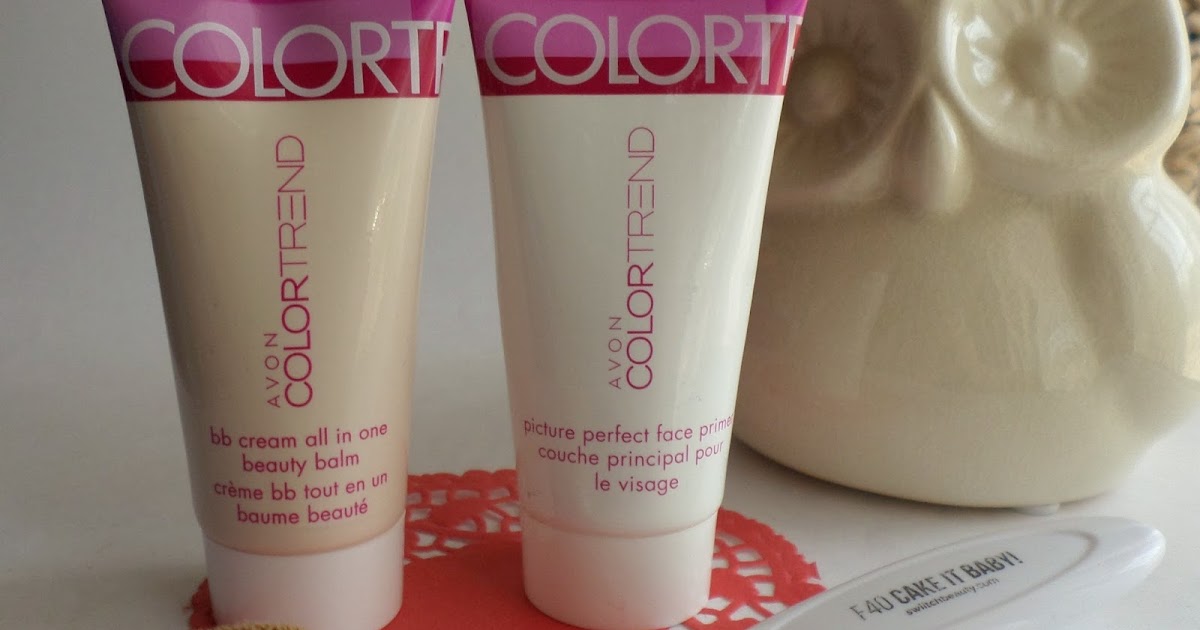 COLORTR
AVON
COLORTREND
bb cream all in one
beauty balm
crème bb tout en un
baume beauté
COLORTR
AVON
COLORTREND
picture perfect face prime
couche principal pour
le visage
F40 CAKE IT BABY!
switchbeauty.com